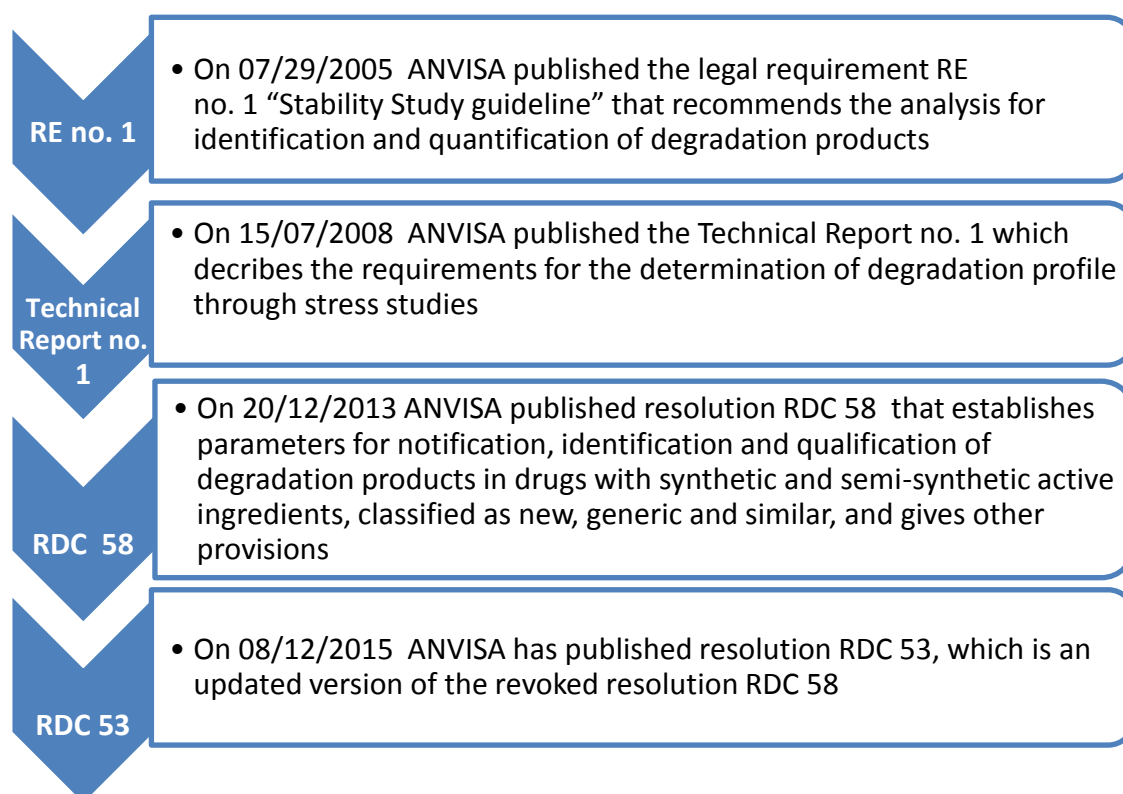 RE no. 1
• On 07/29/2005 ANVISA published the legal requirement RE
no. 1 “Stability Study guideline” that recommends the analysis for
identification and quantification of degradation products
Technical
Report no.
1
• On 15/07/2008 ANVISA published the Technical Report no. 1 which
decribes the requirements for the determination of degradation profile
through stress studies
RDC 58
• On 20/12/2013 ANVISA published resolution RDC 58 that establishes
parameters for notification, identification and qualification of
degradation products in drugs with synthetic and semi-synthetic active
ingredients, classified as new, generic and similar, and gives other
provisions
RDC 53
• On 08/12/2015 ANVISA has published resolution RDC 53, which is an
updated version of the revoked resolution RDC 58